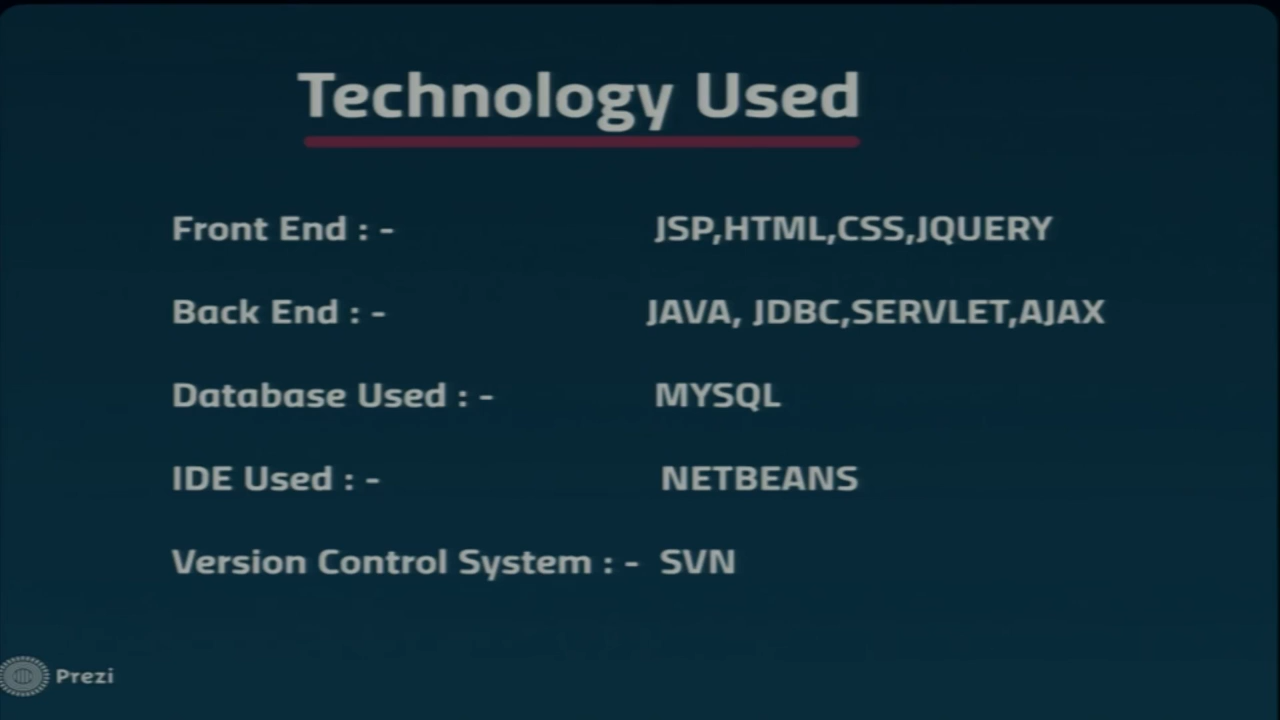 Technology Used
Front End : - JSP,HTML,CSS,JQUERY
Back End : - JAVA, JDBC,SERVLET,AJAX
Database Used : - MYSQL
IDE Used : - NETBEANS
Version Control System : - SVN
Prezi